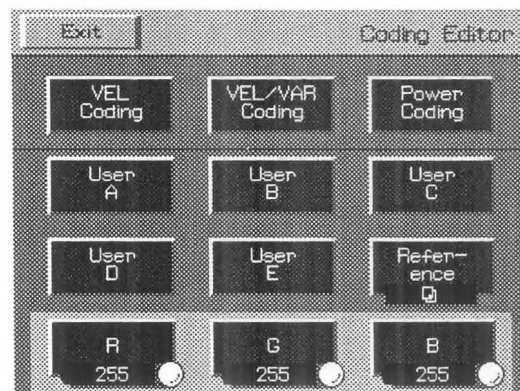 Exit
Coding Editor
VEL
Coding
VEL/VAR
Coding
Power
Coding
User
A
User
B
User
C
User
D
User
E
Refer-
ence
R
255
G
255
B
255